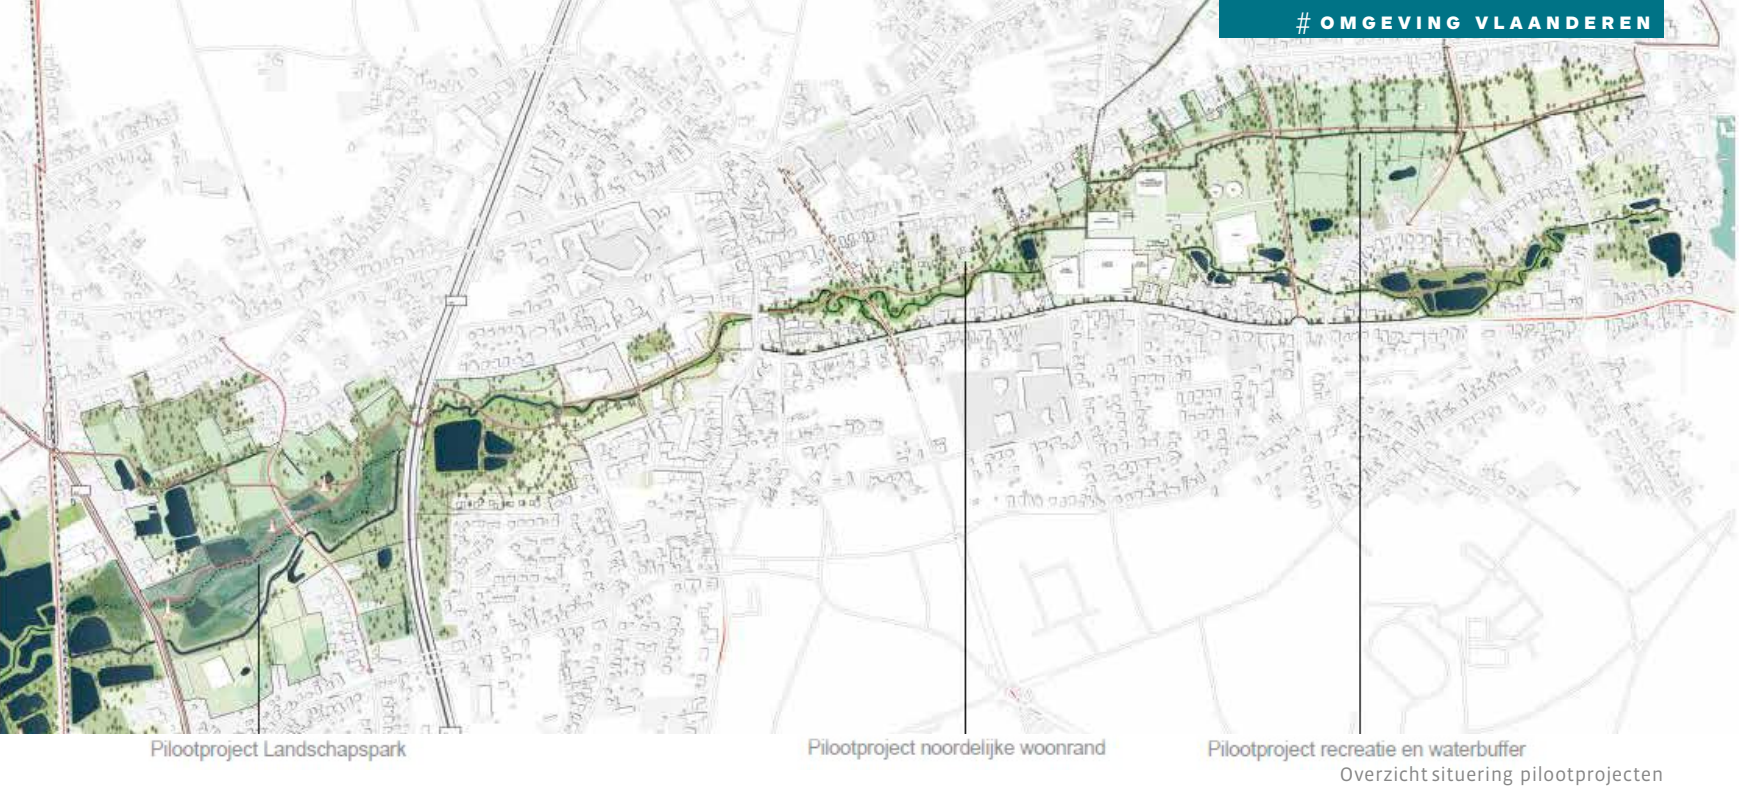 # OMGEVING VLAANDEREN
Pilootproject Landschapspark
Pilootproject noordelijke woonrand
Pilootproject recreatie en waterbuffer
Overzicht situering pilootprojecten